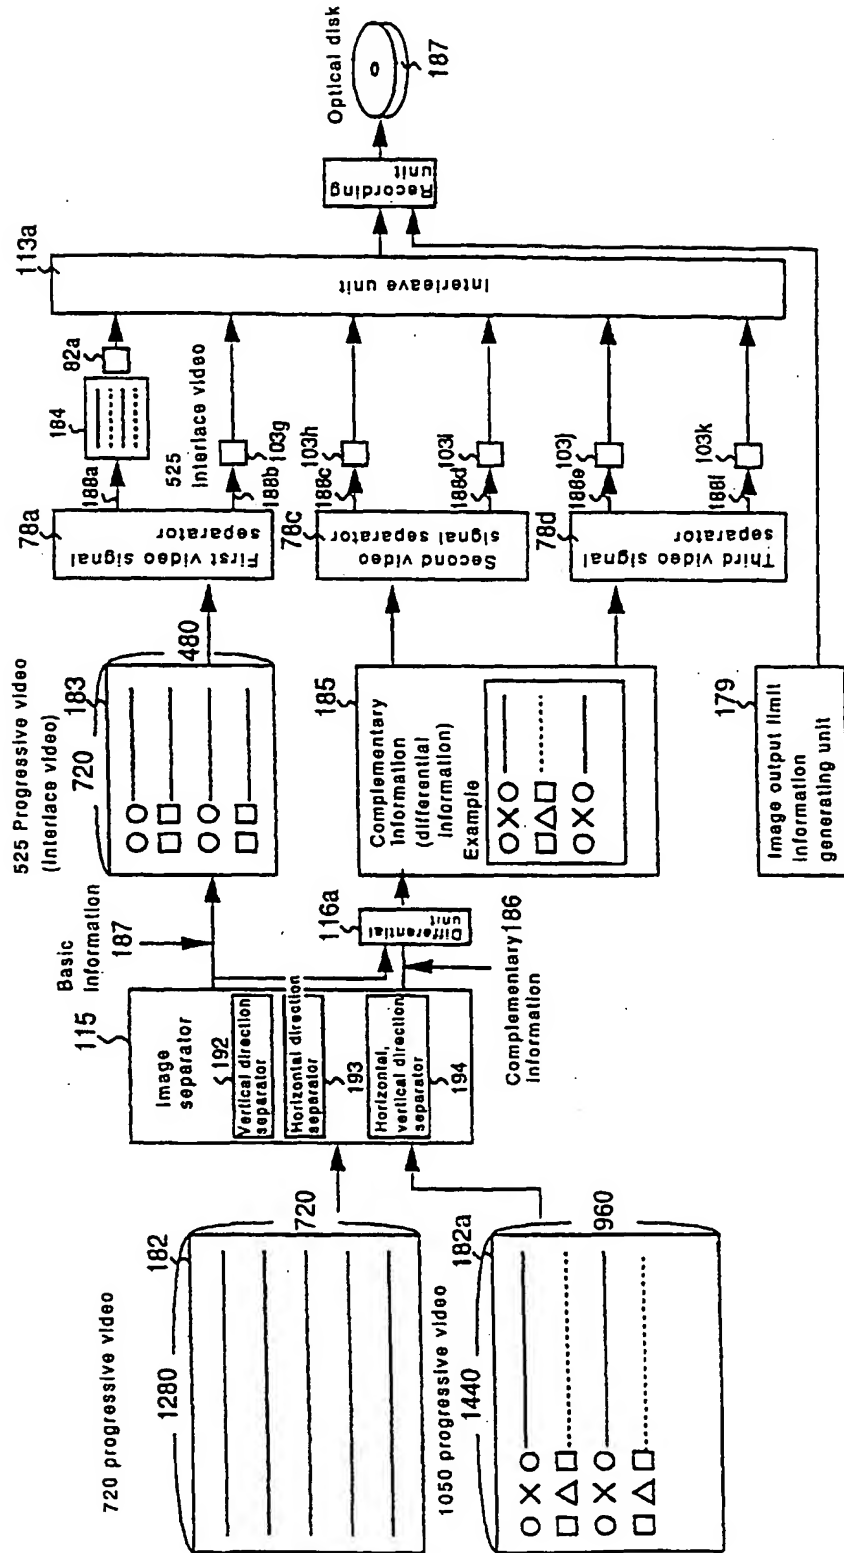 720 progressive video
1280
182
720
1050 progressive video
1440
182a
960
115
Image
separator
192
Vertical direction
separator
Horizontal direction
separator
193
Horizontal,
vertical direction
separator
194
Basic
Information
187
Complementary186
Information
116a
Differential
unit
525 Progressive video
(Interlace video)
720
183
480
185
Complementary
Information
(differential
Information)
Example
179
Image output limit
Information
generating unit
78a
First video signal
separator
78c
Second video
signal separator
78d
Third video signal
separator
188a
184
82a
188b
525
Interlace video
103g
188c
103h
188d
103i
188e
103j
188f
103k
113a
Interleave unit
Recording
unit
Optical disk
187